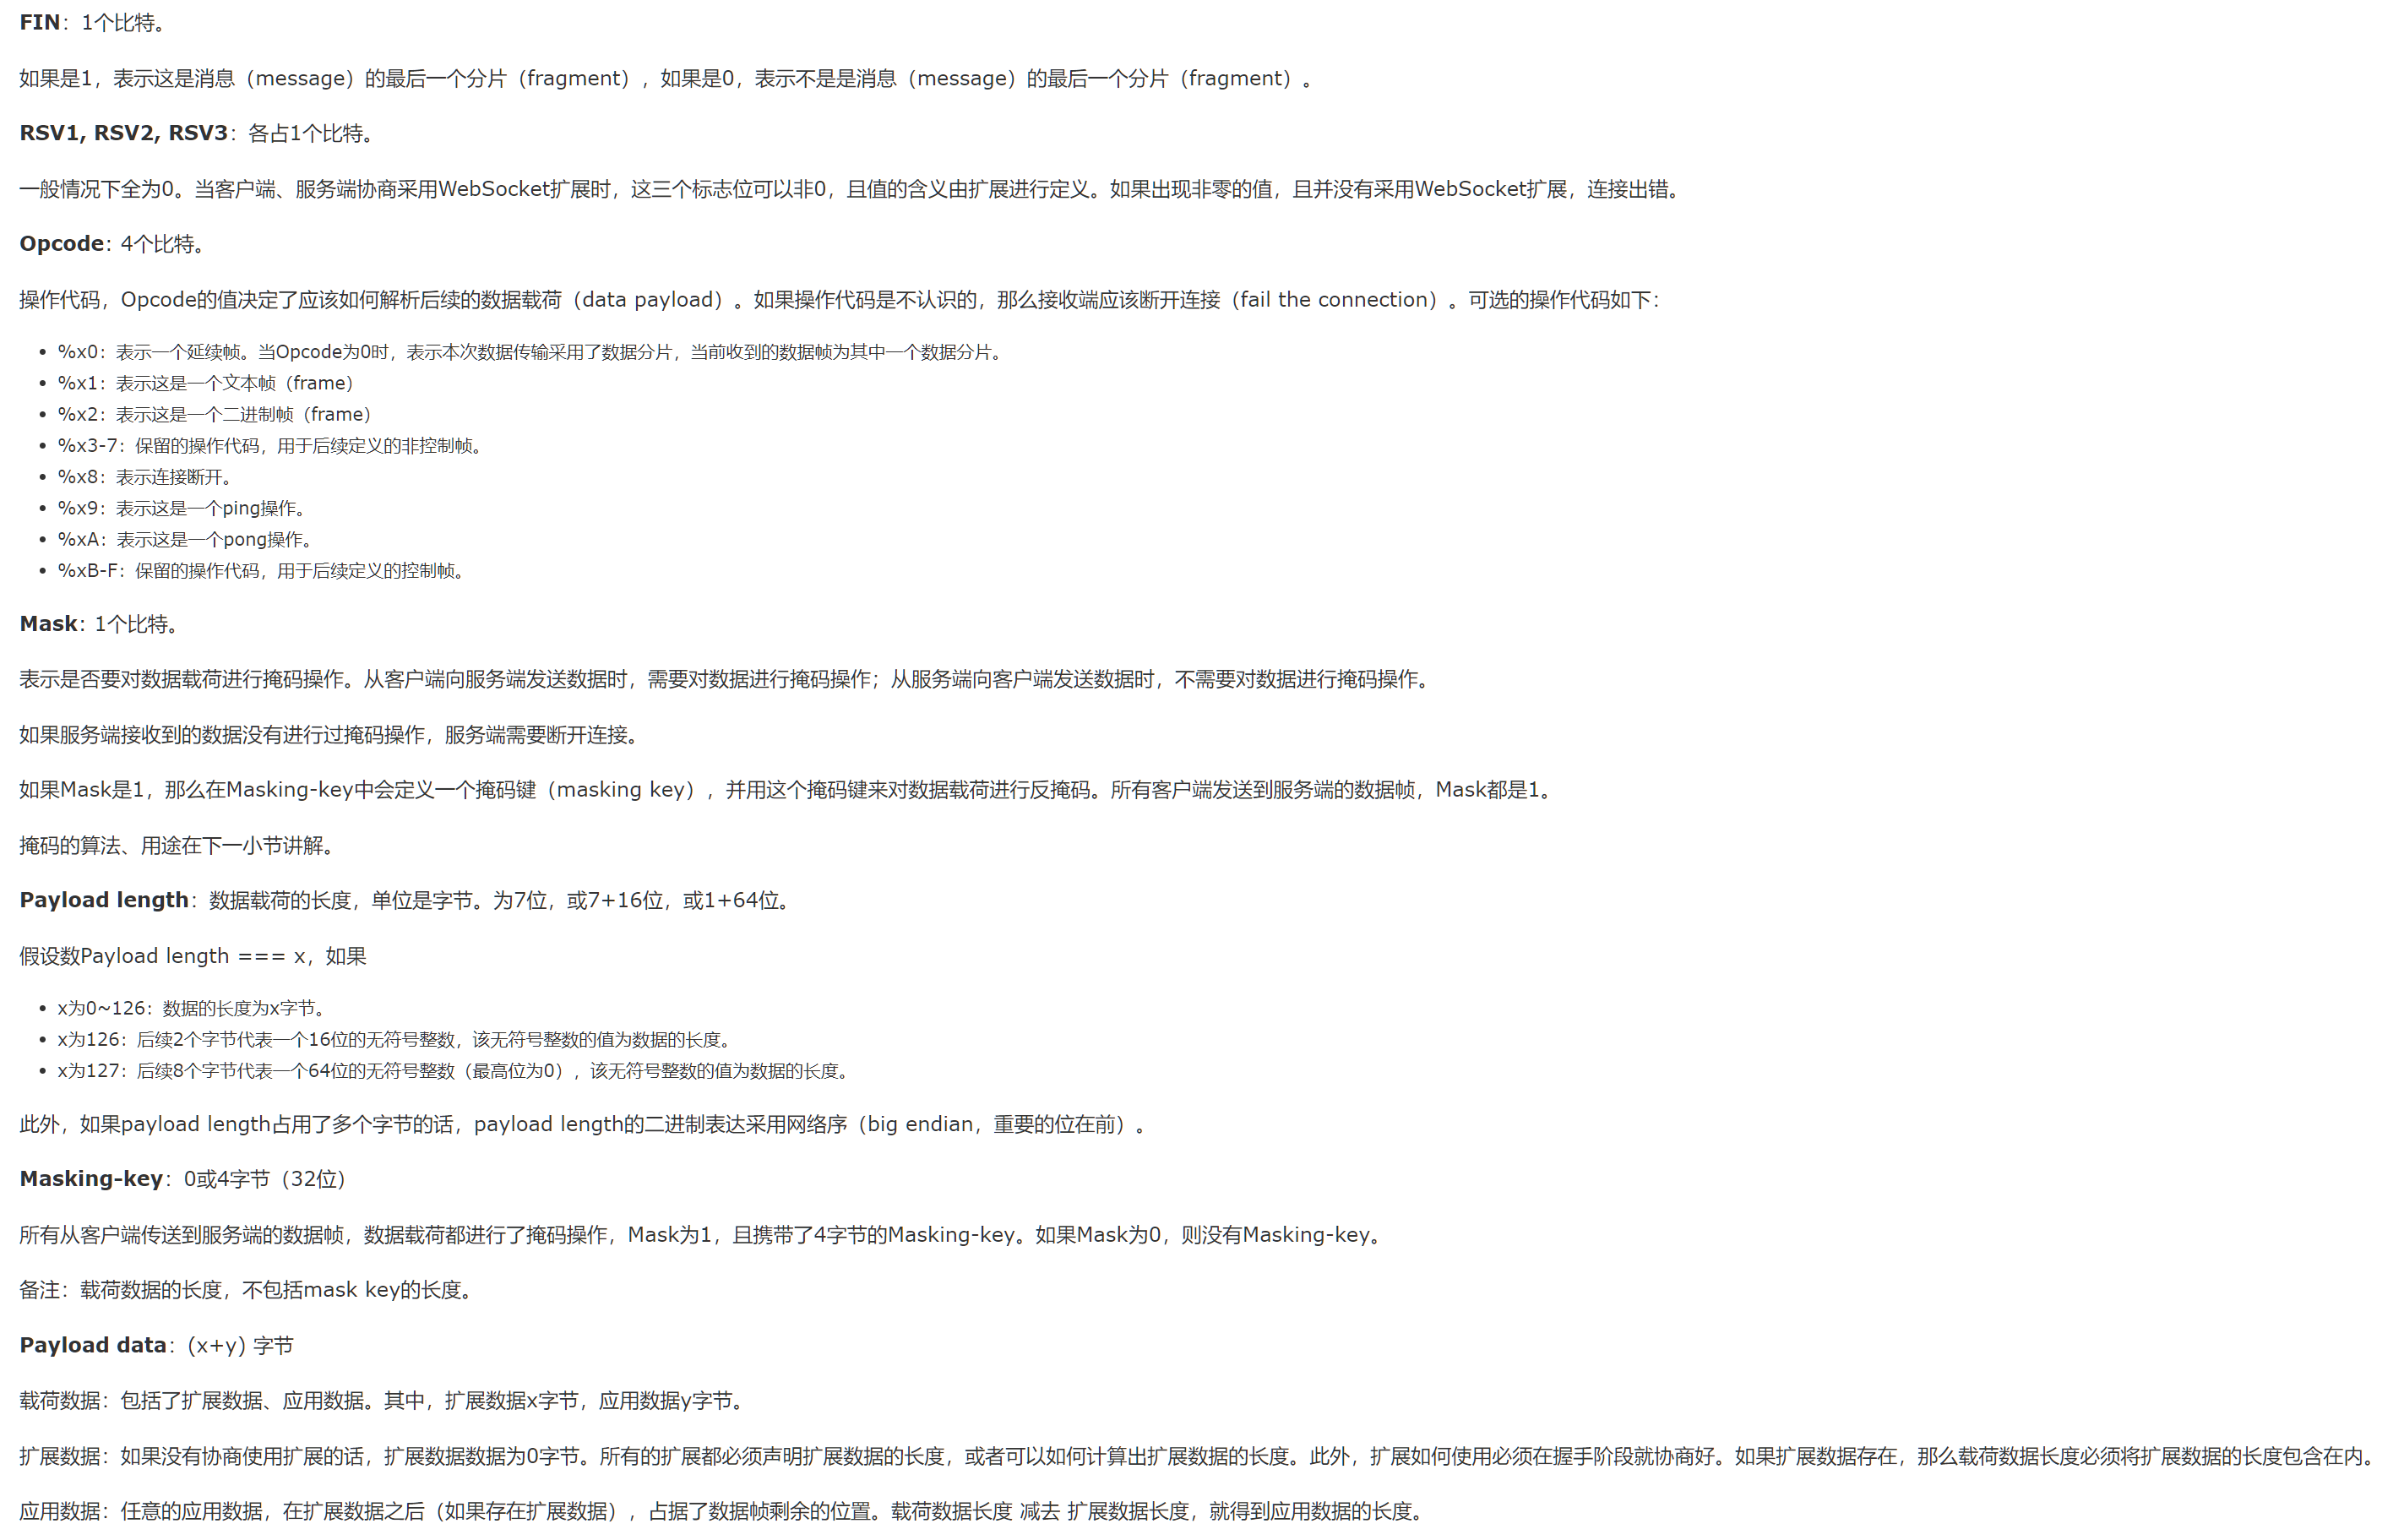 FIN：1个比特。
如果是1，表示这是消息（message）的最后一个分片（fragment），如果是0，表示不是是消息（message）的最后一个分片（fragment）。
RSV1, RSV2, RSV3：各占1个比特。
一般情况下全为0。当客户端、服务端协商采用WebSocket扩展时，这三个标志位可以非0，且值的含义由扩展进行定义。如果出现非零的值，且并没有采用WebSocket扩展，连接出错。
Opcode: 4个比特。
操作代码，Opcode的值决定了应该如何解析后续的数据载荷（data payload）。如果操作代码是不认识的，那么接收端应该断开连接（fail the connection）。可选的操作代码如下：
• %x0：表示一个延续帧。当Opcode为0时，表示本次数据传输采用了数据分片，当前收到的数据帧为其中一个数据分片。
• %x1：表示这是一个文本帧（frame）
• %x2：表示这是一个二进制帧（frame）
• %x3-7：保留的操作代码，用于后续定义的非控制帧。
• %x8：表示连接断开。
• %x9：表示这是一个ping操作。
• %xA：表示这是一个pong操作。
• %xB-F：保留的操作代码，用于后续定义的控制帧。
Mask: 1个比特。
表示是否要对数据载荷进行掩码操作。从客户端向服务端发送数据时，需要对数据进行掩码操作；从服务端向客户端发送数据时，不需要对数据进行掩码操作。
如果服务端接收到的数据没有进行过掩码操作，服务端需要断开连接。
如果Mask是1，那么在Masking-key中会定义一个掩码键（masking key），并用这个掩码键来对数据载荷进行反掩码。所有客户端发送到服务端的数据帧，Mask都是1。
掩码的算法、用途在下一小节讲解。
Payload length：数据载荷的长度，单位是字节。为7位，或7+16位，或1+64位。
假设数Payload length === x，如果
• x为0~126：数据的长度为x字节。
• x为126：后续2个字节代表一个16位的无符号整数，该无符号整数的值为数据的长度。
• x为127：后续8个字节代表一个64位的无符号整数（最高位为0），该无符号整数的值为数据的长度。
此外，如果payload length占用了多个字节的话，payload length的二进制表达采用网络序（big endian，重要的位在前）。
Masking-key：0或4字节（32位）
所有从客户端传送到服务端的数据帧，数据载荷都进行了掩码操作，Mask为1，且携带了4字节的Masking-key。如果Mask为0，则没有Masking-key。
备注：载荷数据的长度，不包括mask key的长度。
Payload data：(x+y) 字节
载荷数据：包括了扩展数据、应用数据。其中，扩展数据x字节，应用数据y字节。
扩展数据：如果没有协商使用扩展的话，扩展数据数据为0字节。所有的扩展都必须声明扩展数据的长度，或者可以如何计算出扩展数据的长度。此外，扩展如何使用必须在握手阶段就协商好。如果扩展数据存在，那么载荷数据长度必须将扩展数据的长度包含在内。
应用数据：任意的应用数据，在扩展数据之后（如果存在扩展数据），占据了数据帧剩余的位置。载荷数据长度 减去 扩展数据长度，就得到应用数据的长度。